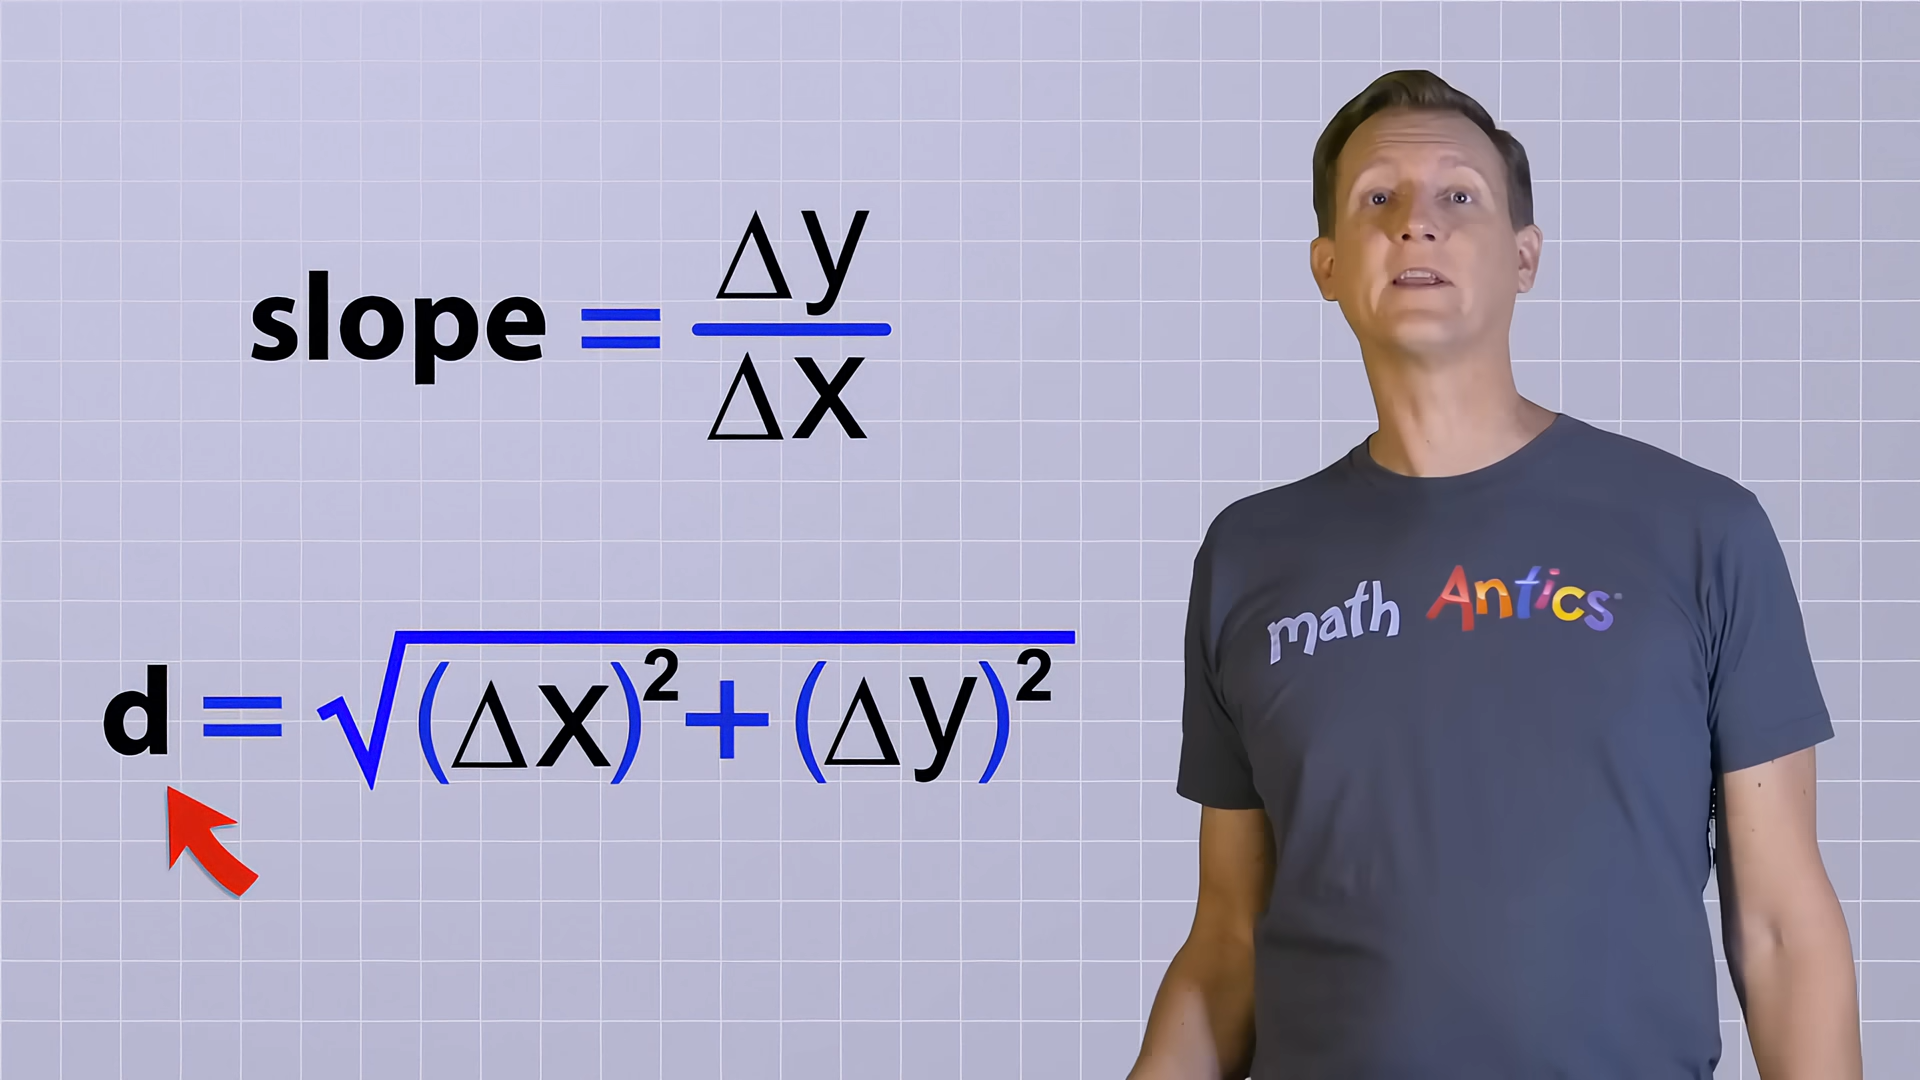 slope = Δy/Δx
d = √(Δx)²+(Δy)²
math Antics